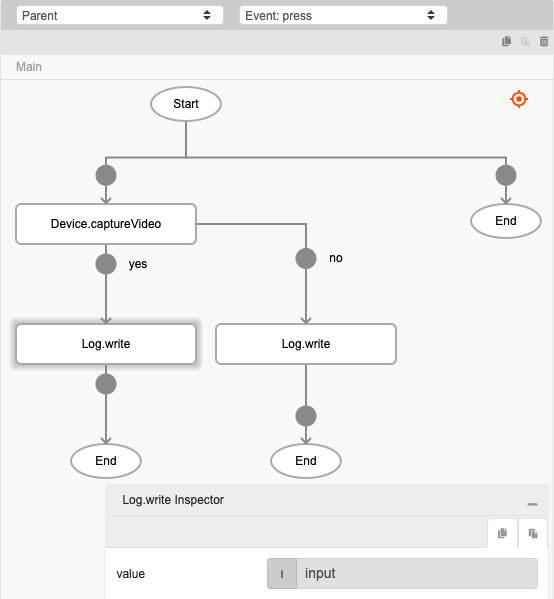 Parent
Event: press
Main
Start
Device.captureVideo
End
yes
no
Log.write
Log.write
End
End
Log.write Inspector
value
I
input